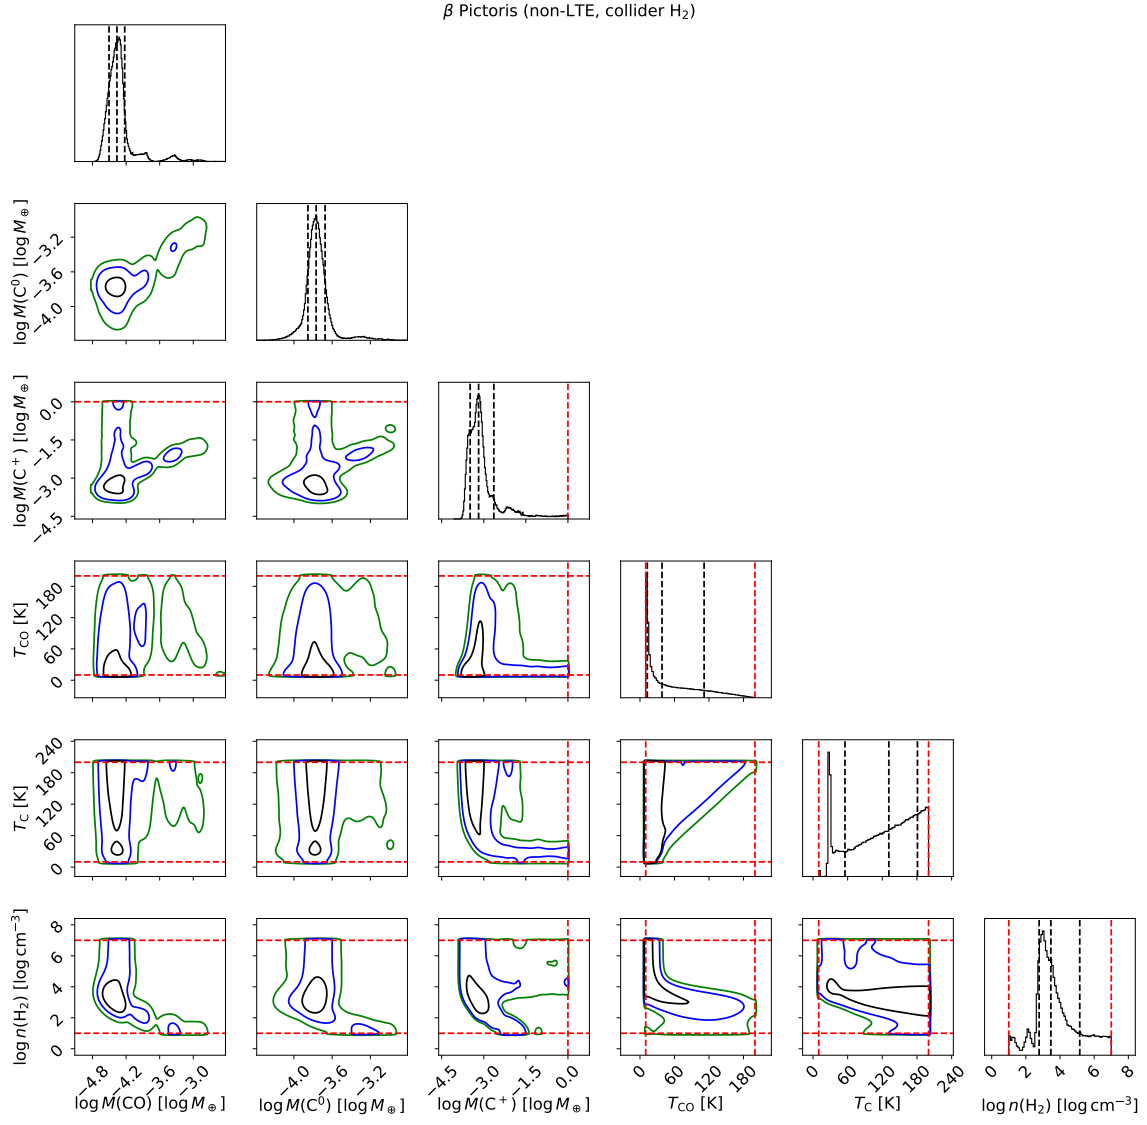 β Pictoris (non-LTE, collider H₂)
log M(C⁰) [log M⊕]
−3.2
−3.6
−4.0
log M(C⁺) [log M⊕]
0.0
−1.5
−3.0
−4.5
T_CO [K]
180
120
60
0
T_C [K]
240
180
120
60
0
log n(H₂) [log cm⁻³]
8
6
4
2
0
−4.8 −4.2 −3.6 −3.0
−4.0 −3.6 −3.2
−4.5 −3.0 −1.5 0.0
0 60 120 180
0 60 120 180 240
0 2 4 6 8
log M(CO) [log M⊕]
log M(C⁰) [log M⊕]
log M(C⁺) [log M⊕]
T_CO [K]
T_C [K]
log n(H₂) [log cm⁻³]